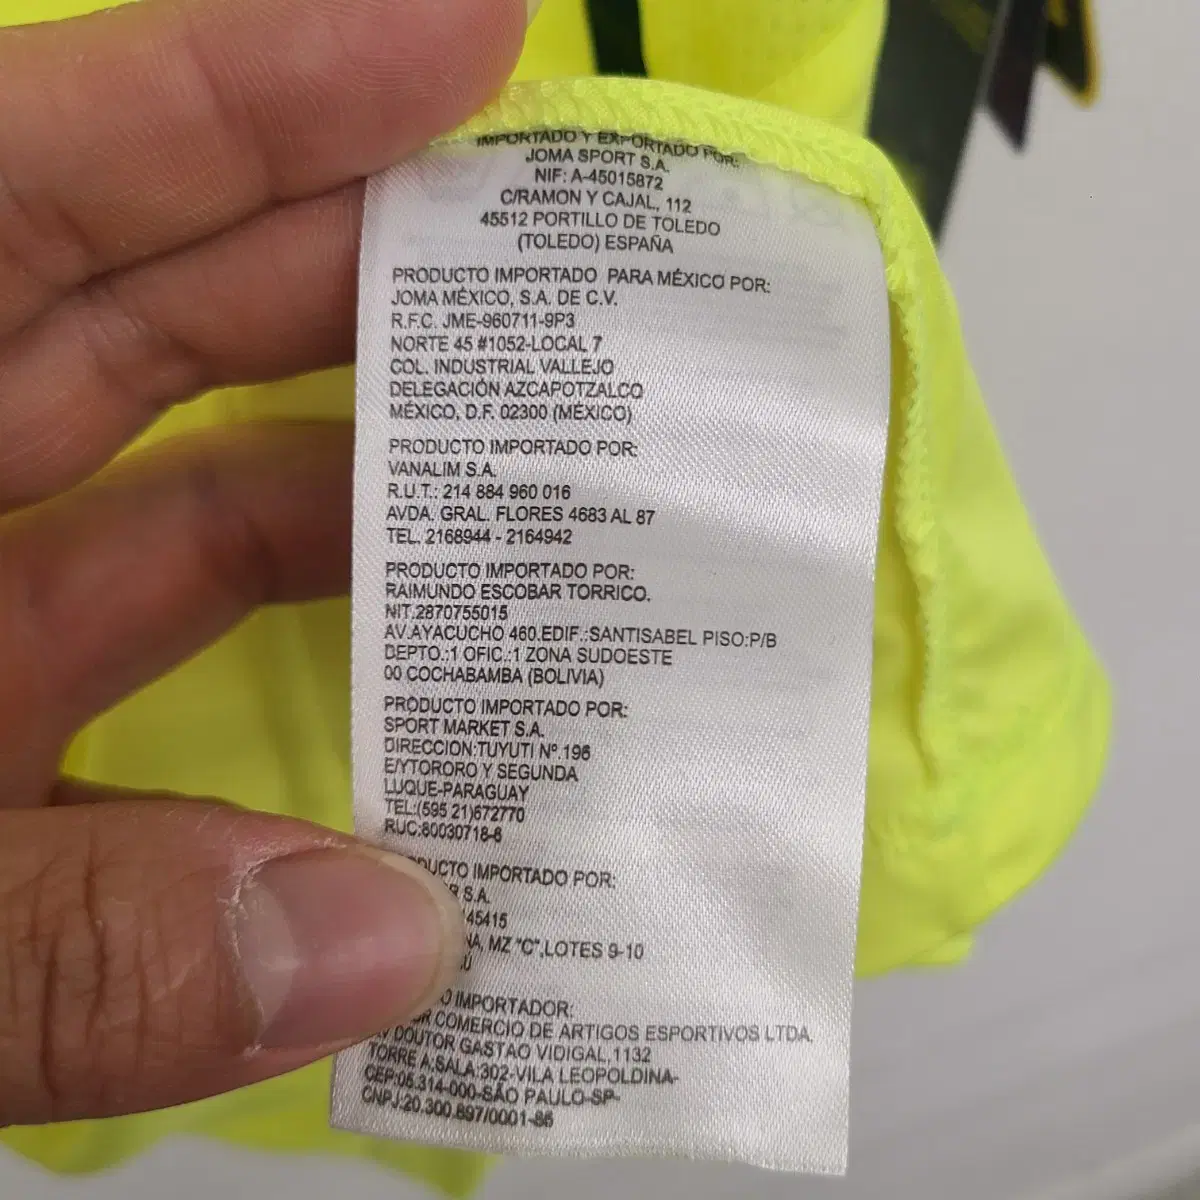 IMPORTADO Y EXPORTADO POR:
JOMA SPORT S.A.
NIF: A-45015872
C/RAMON Y CAJAL, 112
45512 PORTILLO DE TOLEDO
(TOLEDO) ESPAÑA
PRODUCTO IMPORTADO PARA MÉXICO POR:
JOMA MÉXICO, S.A. DE C.V.
R.F.C. JME-960711-9P3
NORTE 45 #1052-LOCAL 7
COL. INDUSTRIAL VALLEJO
DELEGACIÓN AZCAPOTZALCO
MÉXICO, D.F. 02300 (MÉXICO)
PRODUCTO IMPORTADO POR:
VANALIM S.A.
R.U.T.: 214 884 960 016
AVDA. GRAL. FLORES 4683 AL 87
TEL. 2168944 - 2164942
PRODUCTO IMPORTADO POR:
RAIMUNDO ESCOBAR TORRICO.
NIT.2870755015
AV.AYACUCHO 460.EDIF.:SANTISABEL PISO:P/B
DEPTO.:1 OFIC.:1 ZONA SUDOESTE
00 COCHABAMBA (BOLIVIA)
PRODUCTO IMPORTADO POR:
SPORT MARKET S.A.
DIRECCION:TUYUTI Nº.196
E/YTORORO Y SEGUNDA
LUQUE-PARAGUAY
TEL:(595 21)672770
RUC:80030718-6
IMPORTADO POR:
S.A.
45415
MZ "C",LOTES 9-10
IMPORTADOR:
COMERCIO DE ARTIGOS ESPORTIVOS LTDA.
AV DOUTOR GASTAO VIDIGAL,1132
TORRE A.SALA:302-VILA LEOPOLDINA-
CEP:05.314-000-SÃO PAULO-SP-
CNPJ:20.300.897/0001-86